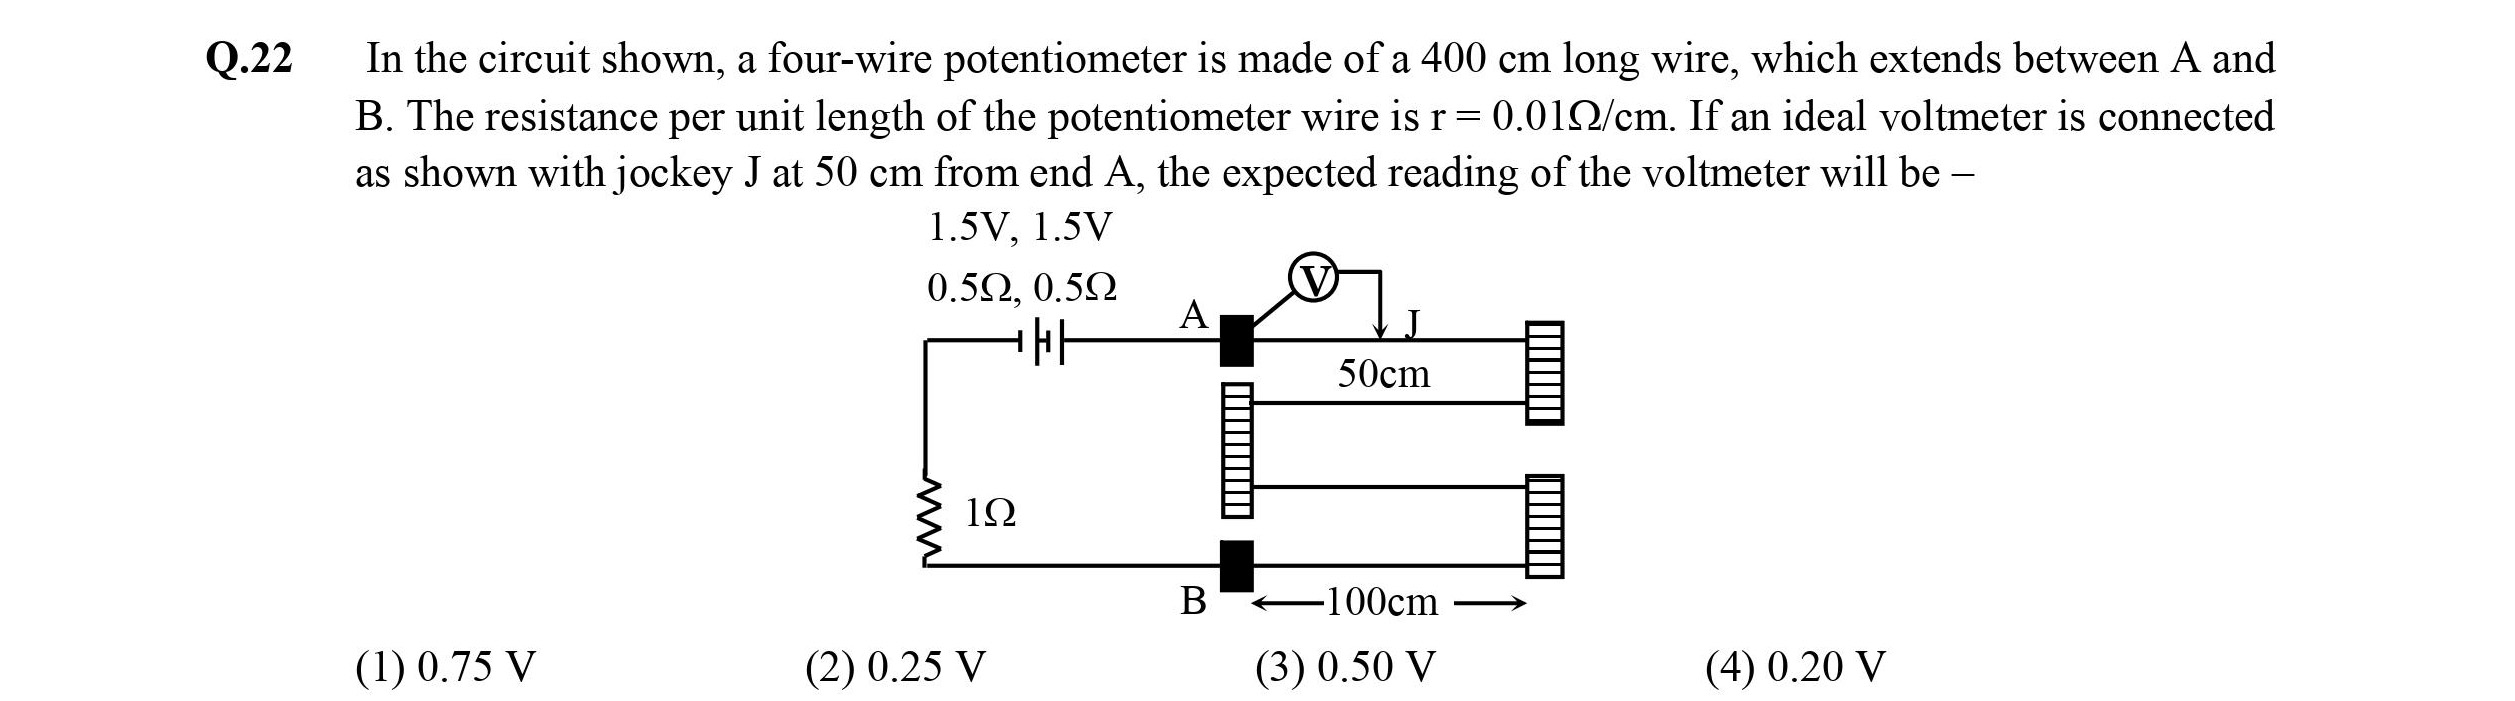 Q.22 In the circuit shown, a four-wire potentiometer is made of a 400 cm long wire, which extends between A and
B. The resistance per unit length of the potentiometer wire is r = 0.01Ω/cm. If an ideal voltmeter is connected
as shown with jockey J at 50 cm from end A, the expected reading of the voltmeter will be –
1.5V, 1.5V
0.5Ω, 0.5Ω
V
A
J
50cm
1Ω
B
100cm
(1) 0.75 V (2) 0.25 V (3) 0.50 V (4) 0.20 V